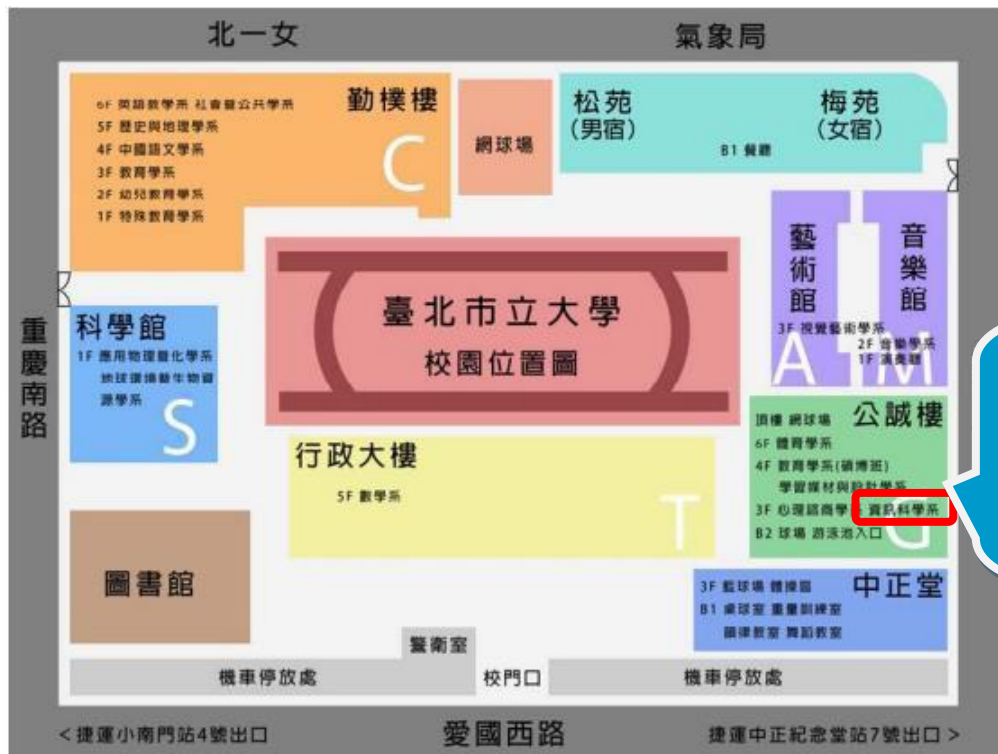 北一女
氣象局
勤樸樓
6F 英語教學系 社會暨公共學系
5F 歷史與地理學系
4F 中國語文學系
3F 教育學系
2F 幼兒教育學系
1F 特殊教育學系
C
網球場
松苑
(男宿)
梅苑
(女宿)
B1 餐廳
藝術館
音樂館
3F 視覺藝術學系
2F 音樂學系
1F 演奏廳
A
M
臺北市立大學
校園位置圖
重慶南路
科學館
1F 應用物理暨化學系
地球環境暨生物資
源學系
S
行政大樓
5F 數學系
T
公誠樓
頂樓 網球場
6F 體育學系
4F 教育學系(碩博班)
學習媒材與設計學系
3F 心理諮商學系 資訊科學系
B2 球場 游泳池入口
G
圖書館
中正堂
3F 籃球場 體操區
B1 桌球室 重量訓練室
韻律教室 舞蹈教室
警衛室
機車停放處
校門口
機車停放處
<捷運小南門站4號出口
愛國西路
捷運中正紀念堂站7號出口>